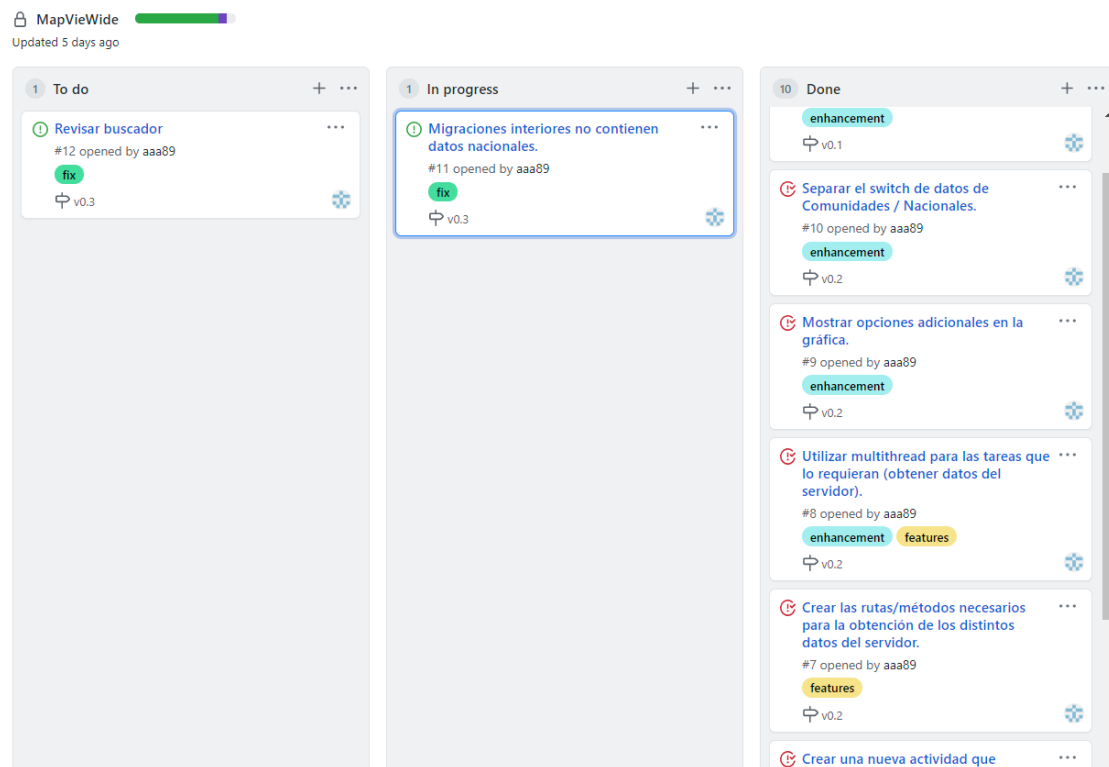 MapVieWide
Updated 5 days ago
1 To do
Revisar buscador
#12 opened by aaa89
fix
v0.3
1 In progress
Migraciones interiores no contienen
datos nacionales.
#11 opened by aaa89
fix
v0.3
10 Done
enhancement
v0.1
Separar el switch de datos de
Comunidades / Nacionales.
#10 opened by aaa89
enhancement
v0.2
Mostrar opciones adicionales en la
gráfica.
#9 opened by aaa89
enhancement
v0.2
Utilizar multithread para las tareas que
lo requieran (obtener datos del
servidor).
#8 opened by aaa89
enhancement features
v0.2
Crear las rutas/métodos necesarios
para la obtención de los distintos
datos del servidor.
#7 opened by aaa89
features
v0.2
Crear una nueva actividad que